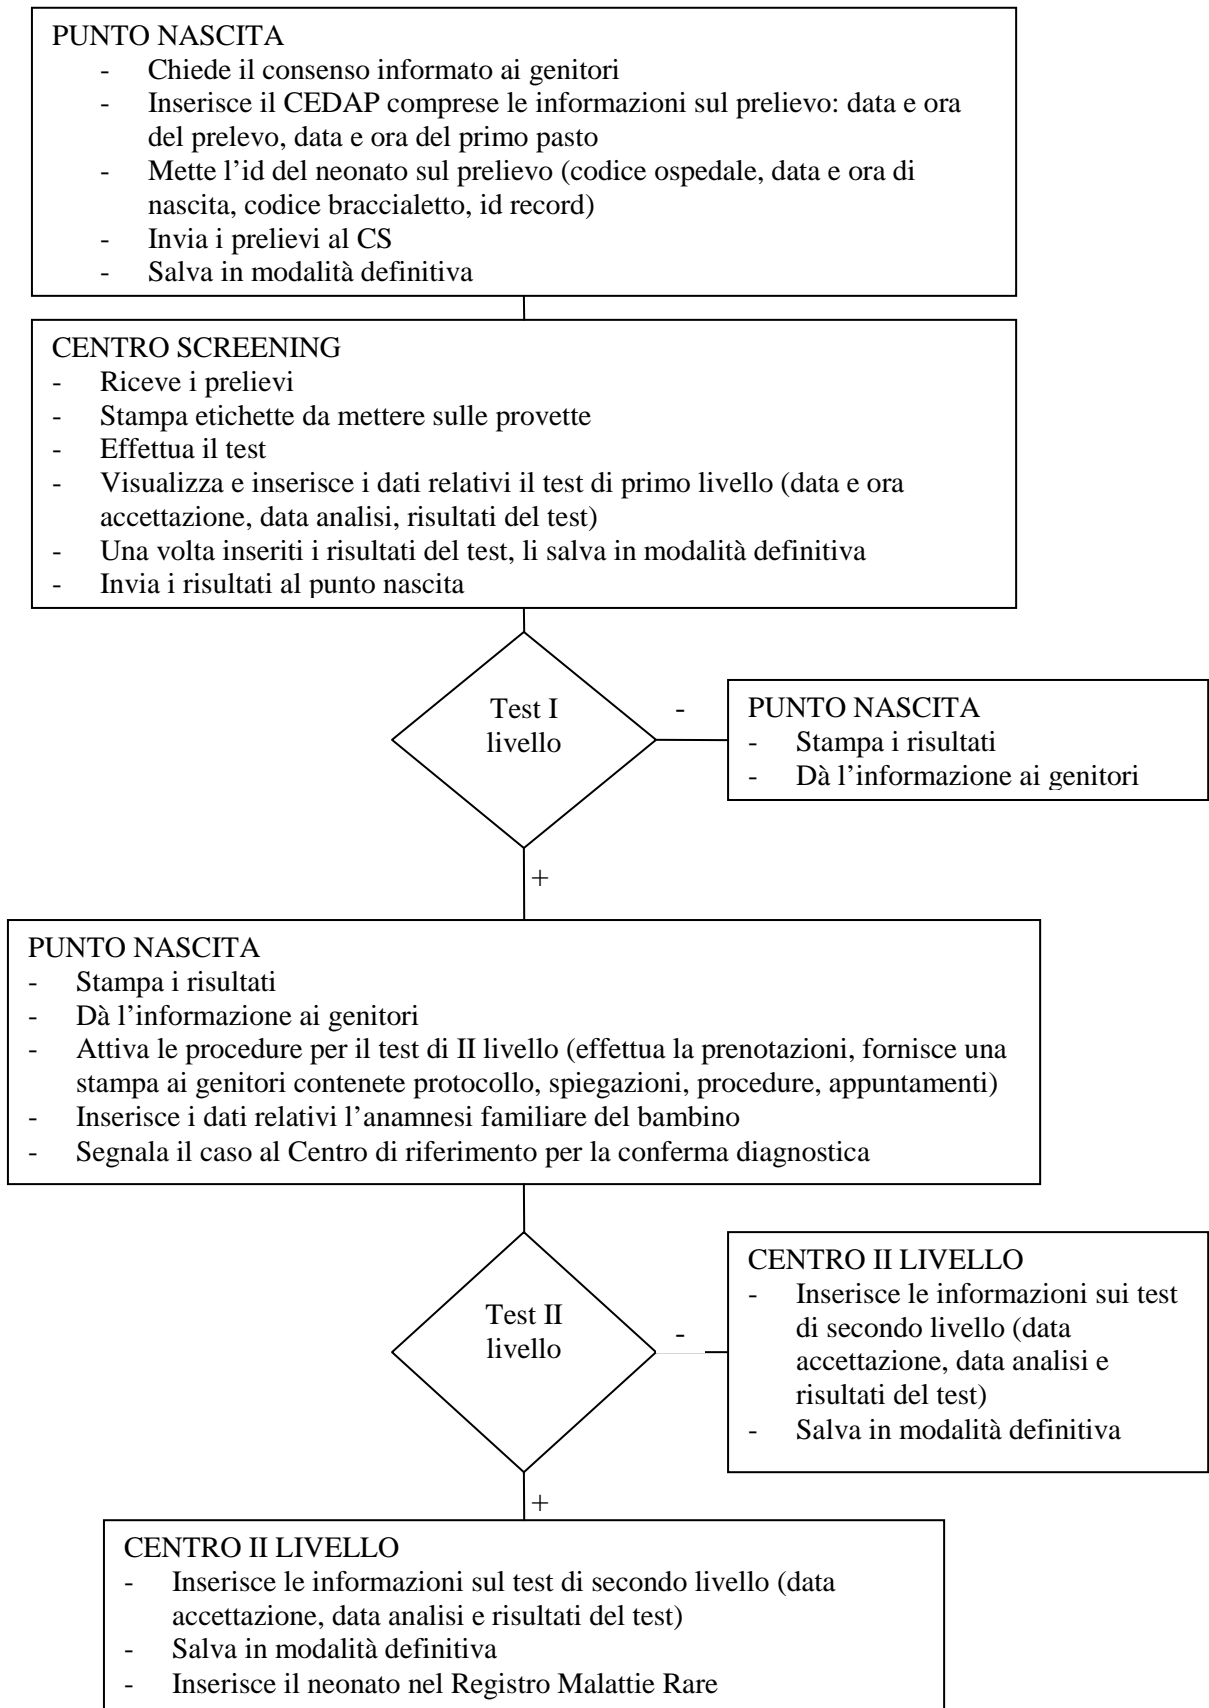 PUNTO NASCITA
- Chiede il consenso informato ai genitori
- Inserisce il CEDAP comprese le informazioni sul prelievo: data e ora
del prelevo, data e ora del primo pasto
- Mette l’id del neonato sul prelievo (codice ospedale, data e ora di
nascita, codice braccialetto, id record)
- Invia i prelievi al CS
- Salva in modalità definitiva
CENTRO SCREENING
- Riceve i prelievi
- Stampa etichette da mettere sulle provette
- Effettua il test
- Visualizza e inserisce i dati relativi il test di primo livello (data e ora
accettazione, data analisi, risultati del test)
- Una volta inseriti i risultati del test, li salva in modalità definitiva
- Invia i risultati al punto nascita
Test I
livello
-
PUNTO NASCITA
- Stampa i risultati
- Dà l’informazione ai genitori
+
PUNTO NASCITA
- Stampa i risultati
- Dà l’informazione ai genitori
- Attiva le procedure per il test di II livello (effettua la prenotazioni, fornisce una
stampa ai genitori contenete protocollo, spiegazioni, procedure, appuntamenti)
- Inserisce i dati relativi l’anamnesi familiare del bambino
- Segnala il caso al Centro di riferimento per la conferma diagnostica
Test II
livello
-
CENTRO II LIVELLO
- Inserisce le informazioni sui test
di secondo livello (data
accettazione, data analisi e
risultati del test)
- Salva in modalità definitiva
+
CENTRO II LIVELLO
- Inserisce le informazioni sul test di secondo livello (data
accettazione, data analisi e risultati del test)
- Salva in modalità definitiva
- Inserisce il neonato nel Registro Malattie Rare